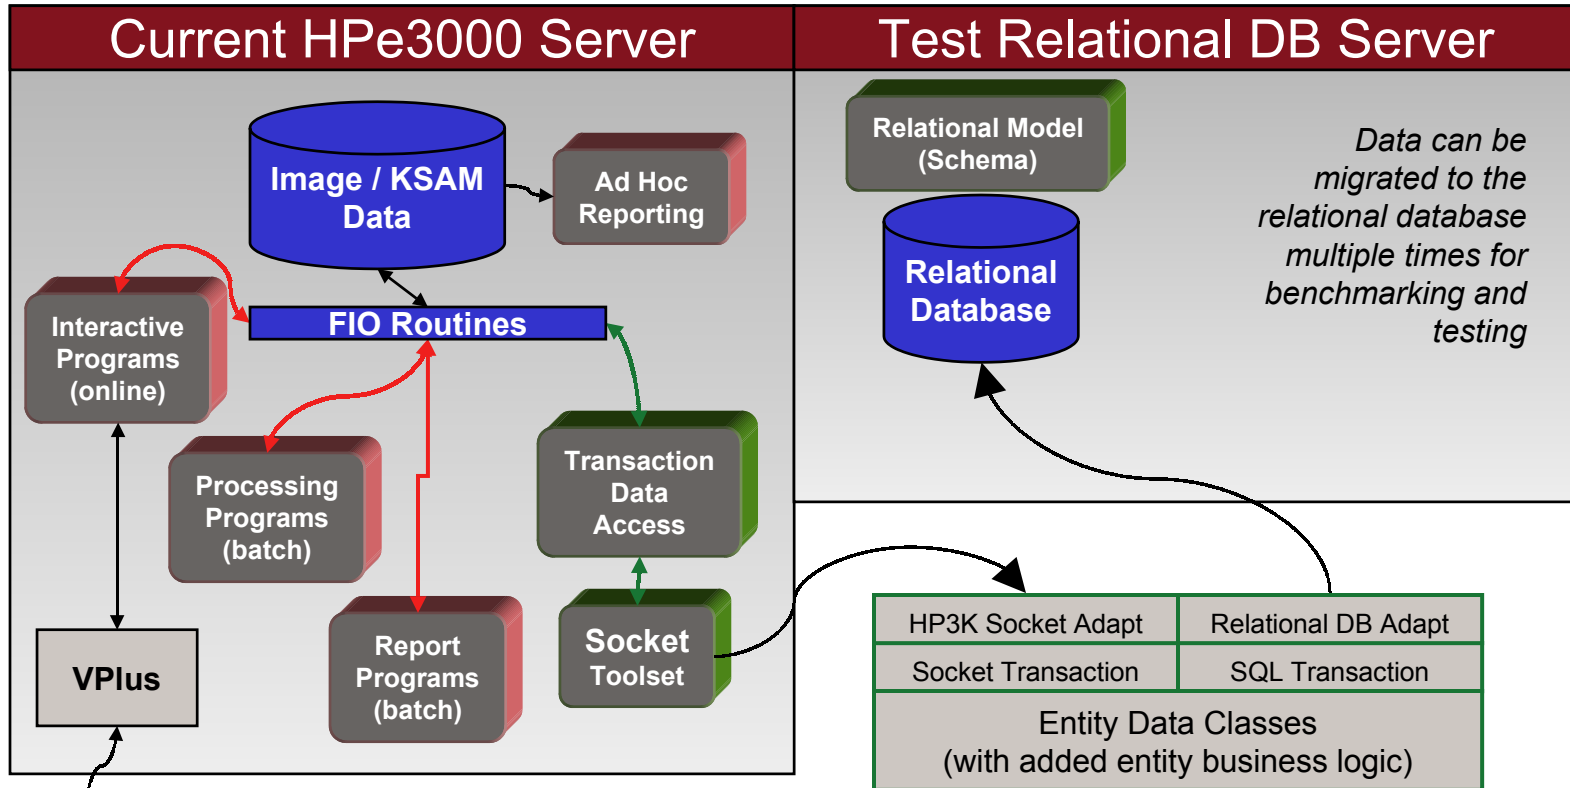 Current HPe3000 Server
Test Relational DB Server
Image / KSAM
Data
Ad Hoc
Reporting
FIO Routines
Interactive
Programs
(online)
Processing
Programs
(batch)
Report
Programs
(batch)
Transaction
Data
Access
Socket
Toolset
VPlus
Relational Model
(Schema)
Relational
Database
Data can be
migrated to the
relational database
multiple times for
benchmarking and
testing
HP3K Socket Adapt
Relational DB Adapt
Socket Transaction
SQL Transaction
Entity Data Classes
(with added entity business logic)